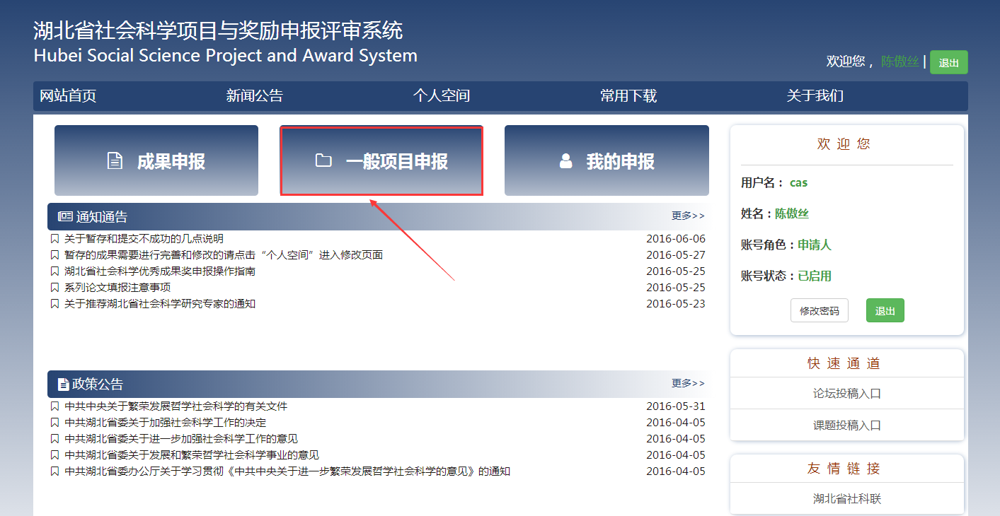 湖北省社会科学项目与奖励申报评审系统
Hubei Social Science Project and Award System
欢迎您， 陈傲丝 | 退出
网站首页 新闻公告 个人空间 常用下载 关于我们
成果申报 一般项目申报 我的申报
通知通告 更多>>
关于暂存和提交不成功的几点说明 2016-06-06
暂存的成果需要进行完善和修改的请点击“个人空间”进入修改页面 2016-05-27
湖北省社会科学优秀成果奖申报操作指南 2016-05-25
系列论文填报注意事项 2016-05-25
关于推荐湖北省社会科学研究专家的通知 2016-05-23
政策公告 更多>>
中共中央关于繁荣发展哲学社会科学的有关文件 2016-05-31
中共湖北省委关于加强社会科学工作的决定 2016-04-05
中共湖北省委关于进一步加强社会科学工作的意见 2016-04-05
中共湖北省委关于发展和繁荣哲学社会科学事业的意见 2016-04-05
中共湖北省委办公厅关于学习贯彻《中共中央关于进一步繁荣发展哲学社会科学的意见》的通知 2016-04-05
欢 迎 您
用户名： cas
姓名：陈傲丝
账号角色：申请人
账号状态：已启用
修改密码 退出
快 速 通 道
论坛投稿入口
课题投稿入口
友 情 链 接
湖北省社科联